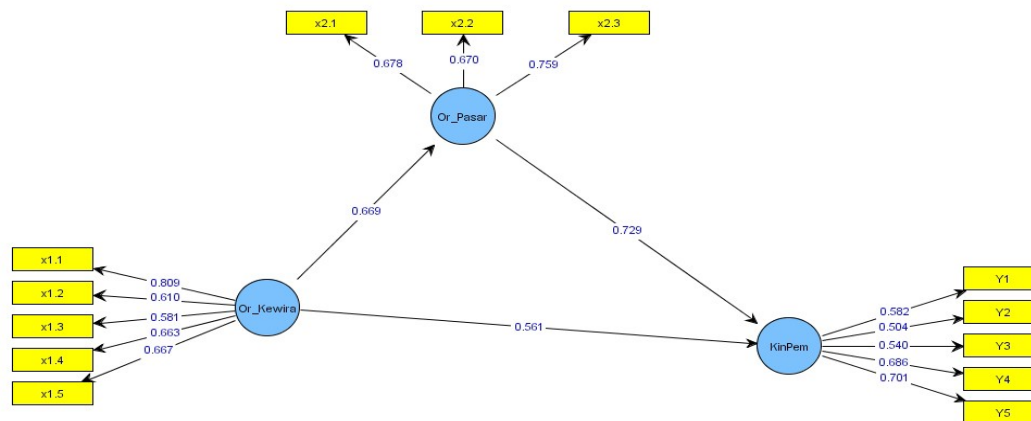 x2.1
x2.2
x2.3
0.678
0.670
0.759
Or_Pasar
0.669
0.729
x1.1
x1.2
x1.3
x1.4
x1.5
0.809
0.610
0.581
0.663
0.667
Or_Kewira
0.561
KinPem
0.582
0.504
0.540
0.686
0.701
Y1
Y2
Y3
Y4
Y5